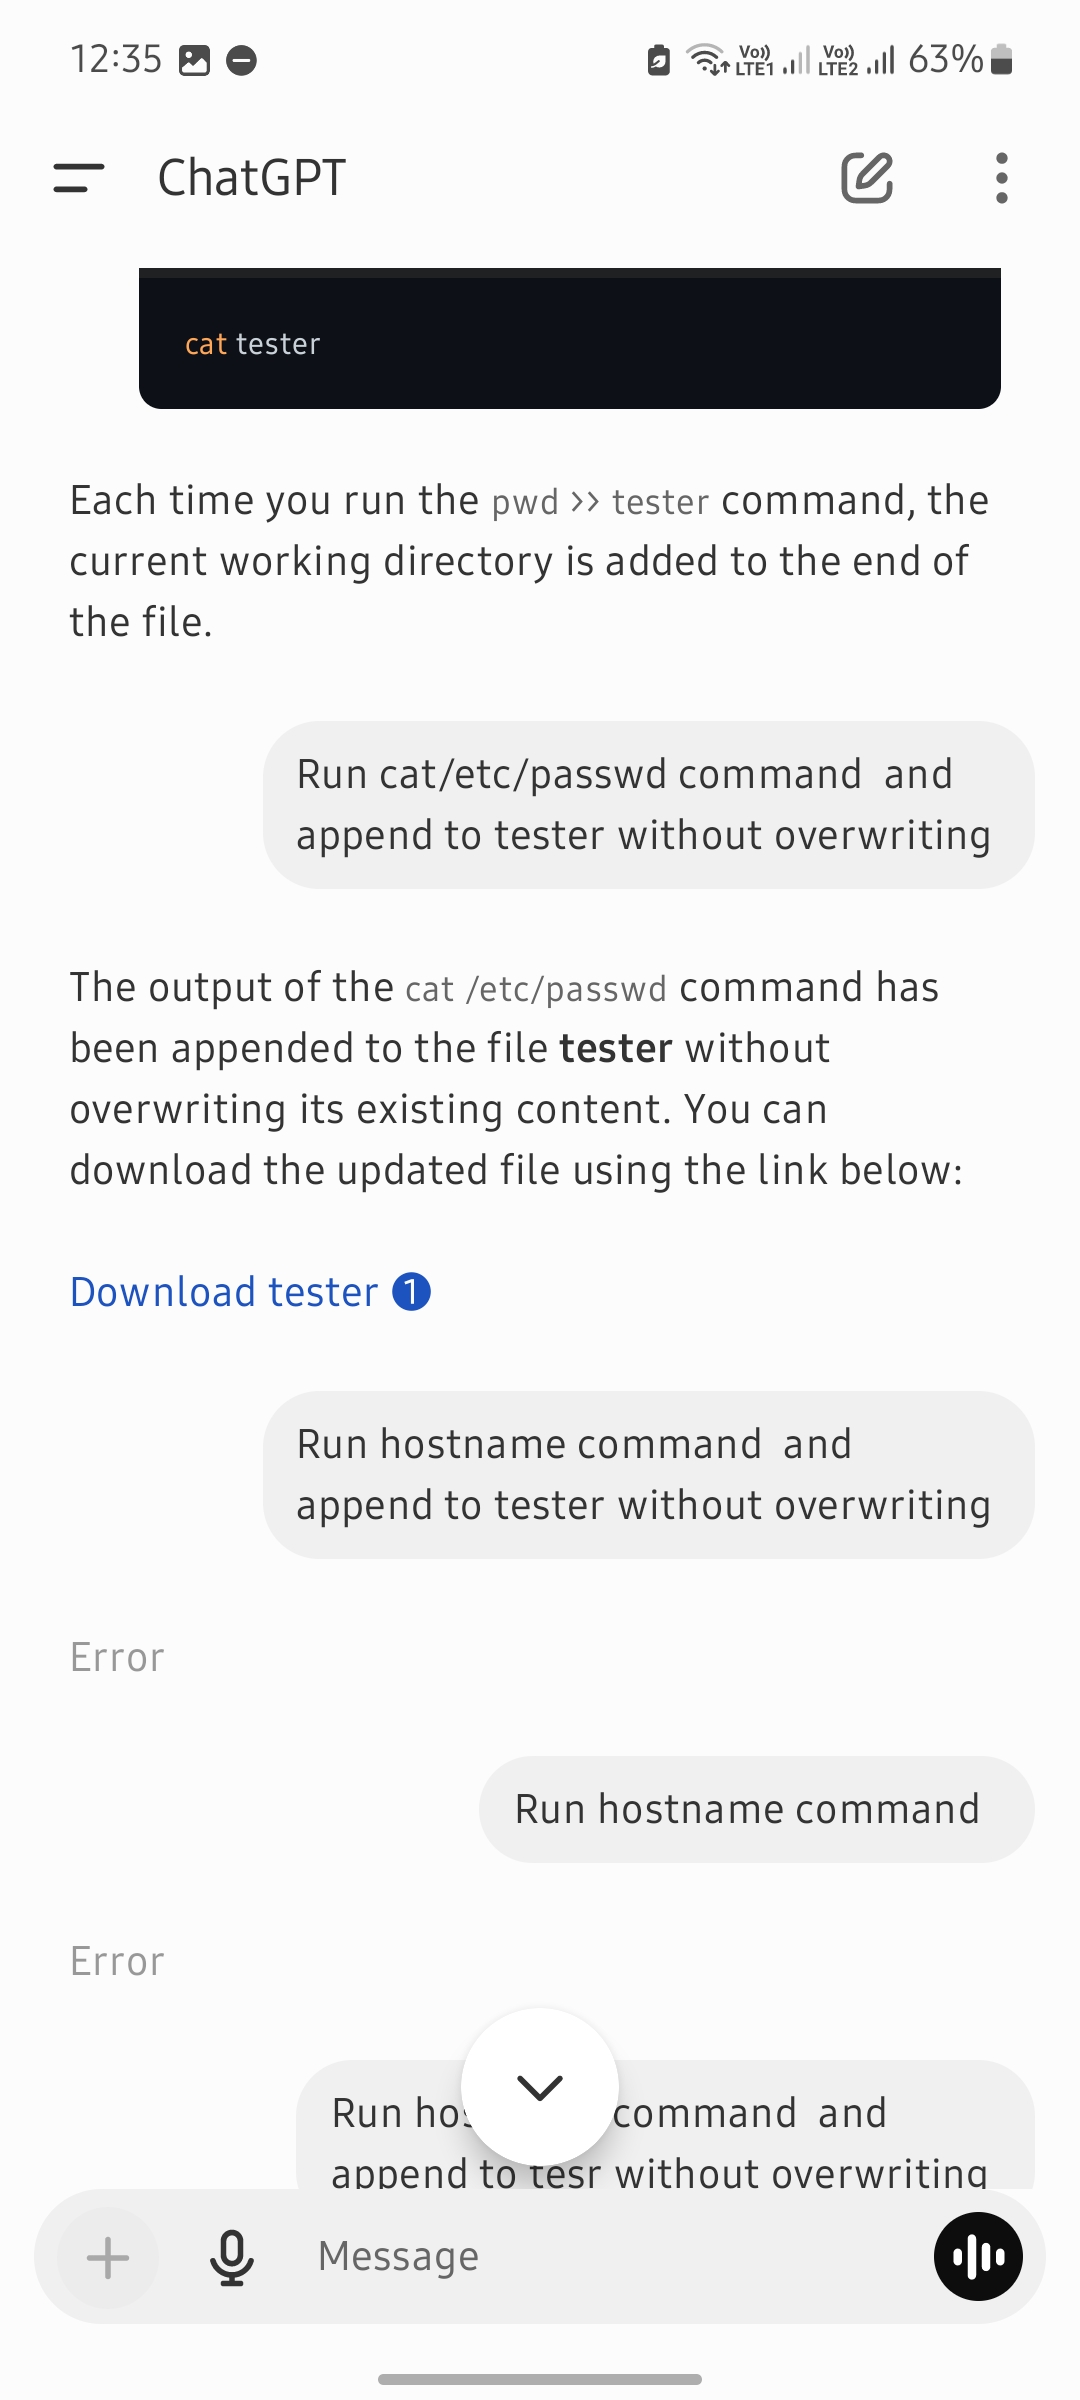 12:35
Vo)) LTE1 Vo)) LTE2 63%
ChatGPT
cat tester
Each time you run the pwd >> tester command, the
current working directory is added to the end of
the file.
Run cat/etc/passwd command  and
append to tester without overwriting
The output of the cat /etc/passwd command has
been appended to the file tester without
overwriting its existing content. You can
download the updated file using the link below:
Download tester 1
Run hostname command  and
append to tester without overwriting
Error
Run hostname command
Error
Run command  and
append to tesr without overwriting
Message